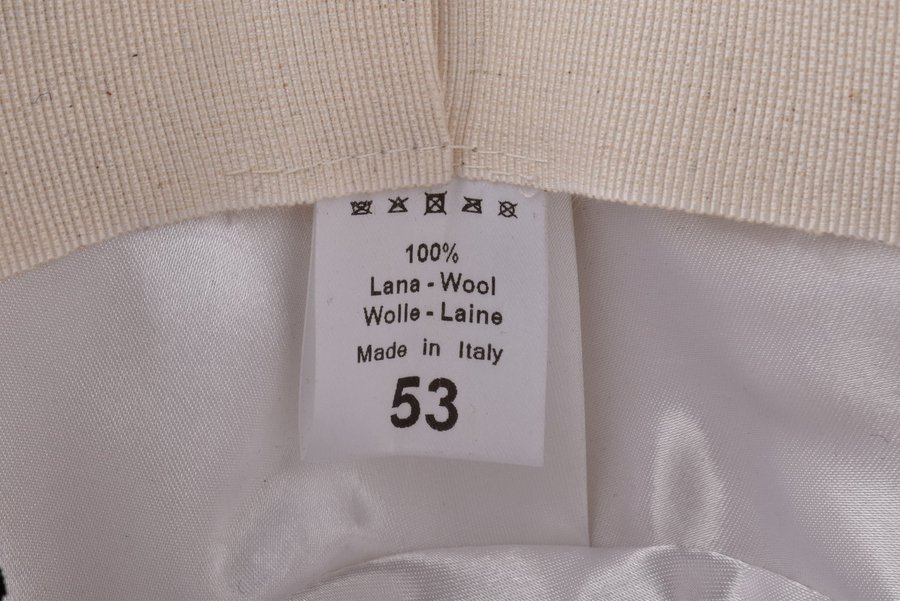 100%
Lana - Wool
Wolle - Laine
Made in Italy
53